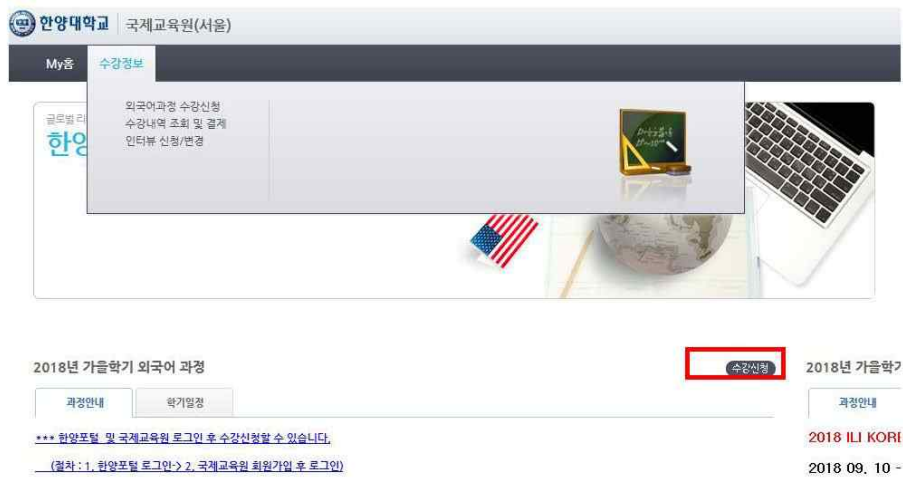 한양대학교 국제교육원(서울)
My홈 수강정보
외국어과정 수강신청
수강내역 조회 및 결제
인터뷰 신청/변경
글로벌 리
한양
2018년 가을학기 외국어 과정 수강신청
과정안내 학기일정
*** 한양포털 및 국제교육원 로그인 후 수강신청할 수 있습니다.
(절차 : 1, 한양포털 로그인-> 2, 국제교육원 회원가입 후 로그인)
2018년 가을학
과정안내
2018 ILI KORE
2018 09. 10 -